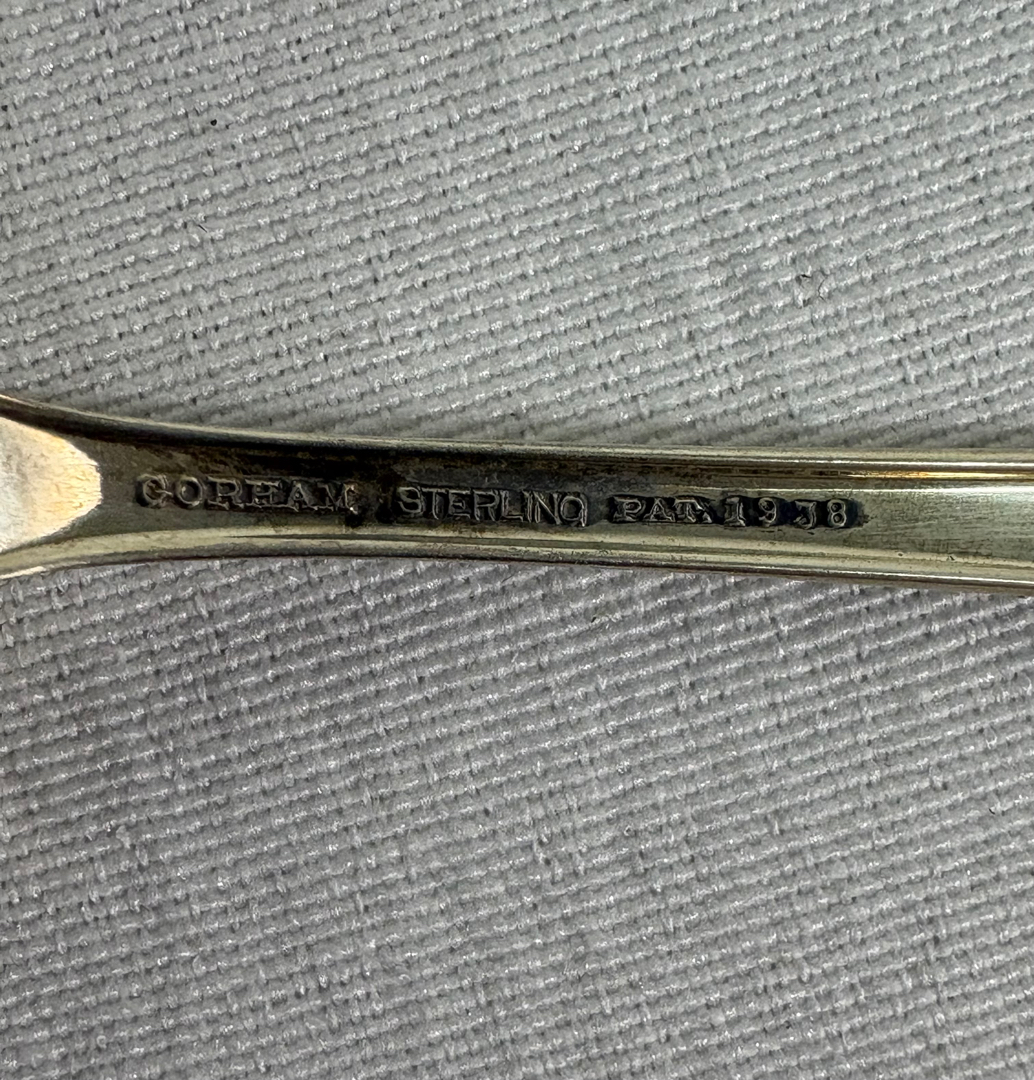 GORHAM STERLING PAT. 1938